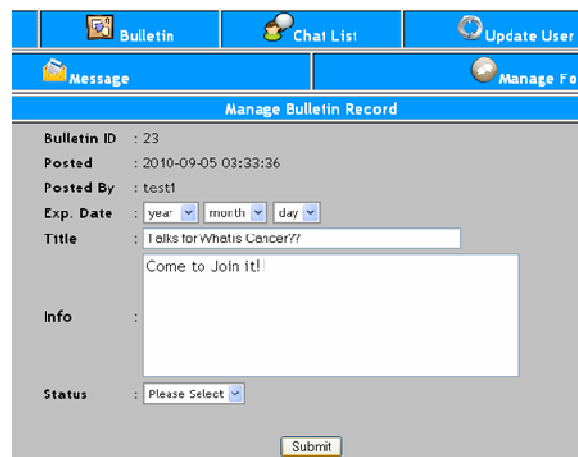 Bulletin Chat List Update User
Message Manage Fo
Manage Bulletin Record
Bulletin ID : 23
Posted : 2010-09-05 03:33:36
Posted By : test1
Exp. Date : year month day
Title : Talks for What is Cancer??
Come to Join it!!
Info :
Status : Please Select
Submit